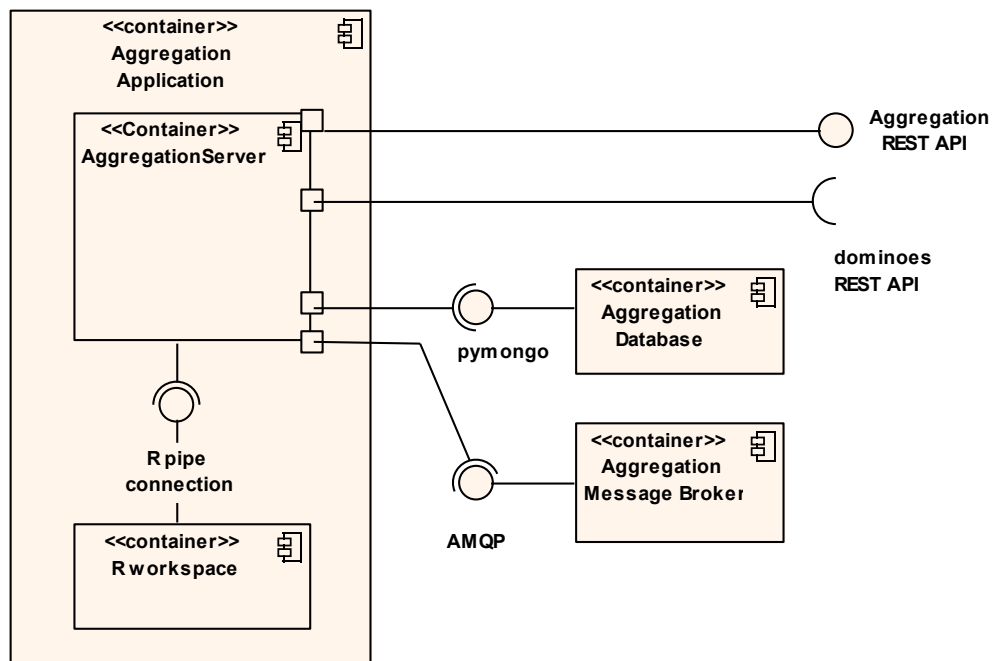 <<container>>
Aggregation
Application
<<Container>>
AggregationServer
Aggregation
REST API
dominoes
REST API
<<container>>
Aggregation
Database
pymongo
<<container>>
Aggregation
Message Broker
AMQP
R pipe
connection
<<container>>
R workspace